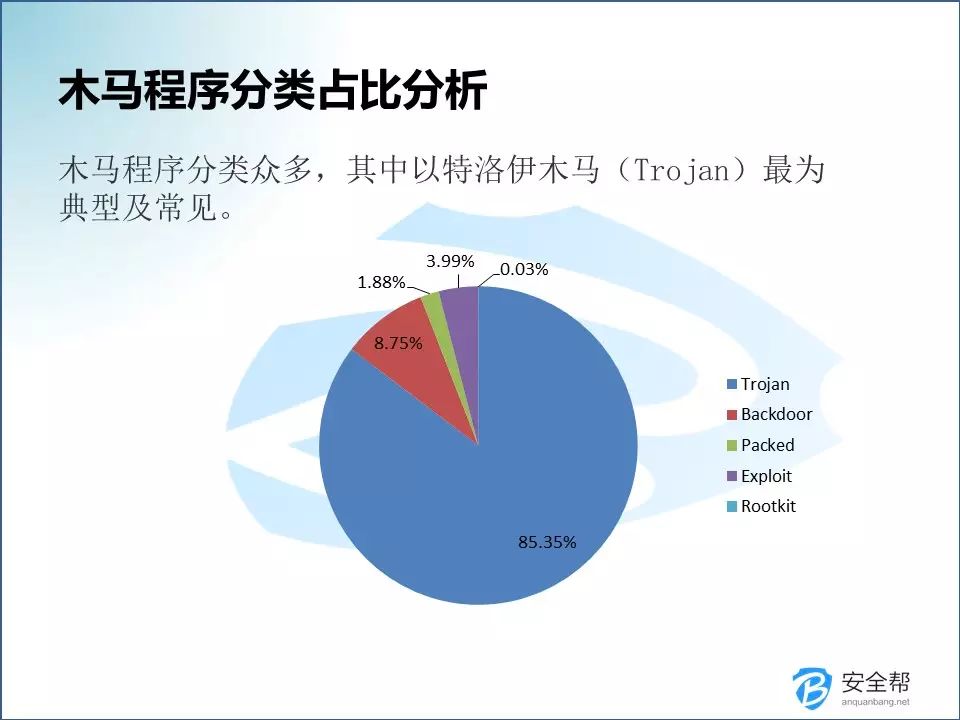 木马程序分类占比分析
木马程序分类众多，其中以特洛伊木马（Trojan）最为
典型及常见。
3.99%
0.03%
1.88%
8.75%
Trojan
Backdoor
Packed
Exploit
Rootkit
85.35%
安全帮
anquanbang.net